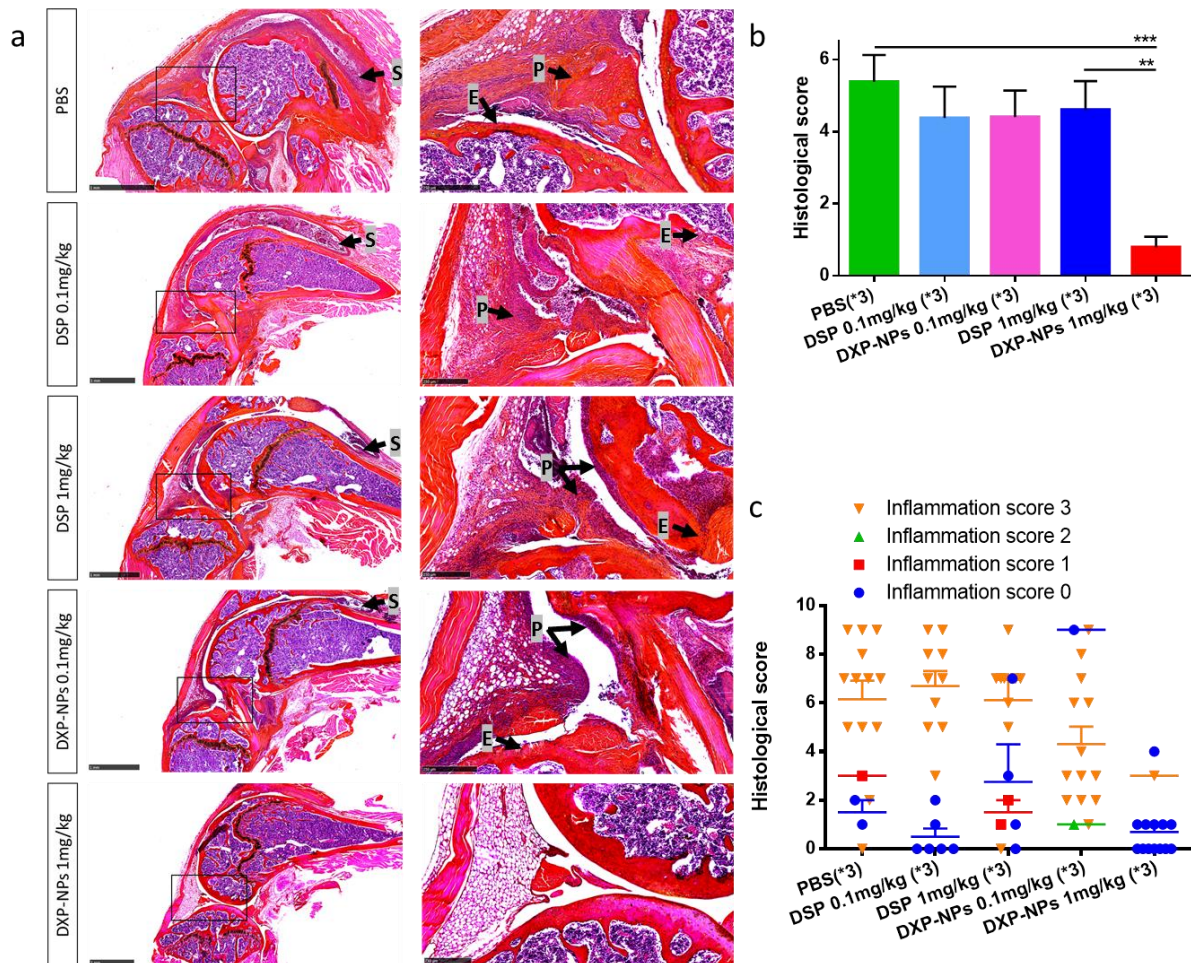 a
PBS
S
P
E
DSP 0.1mg/kg
S
E
P
DSP 1mg/kg
S
P
E
DXP-NPs 0.1mg/kg
S
P
E
DXP-NPs 1mg/kg
b
***
**
6
4
2
0
Histological score
PBS(*3)
DSP 0.1mg/kg (*3)
DXP-NPs 0.1mg/kg (*3)
DSP 1mg/kg (*3)
DXP-NPs 1mg/kg (*3)
c
Inflammation score 3
Inflammation score 2
Inflammation score 1
Inflammation score 0
10
8
6
4
2
0
Histological score
PBS(*3)
DSP 0.1mg/kg (*3)
DSP 1mg/kg (*3)
DXP-NPs 0.1mg/kg (*3)
DXP-NPs 1mg/kg (*3)